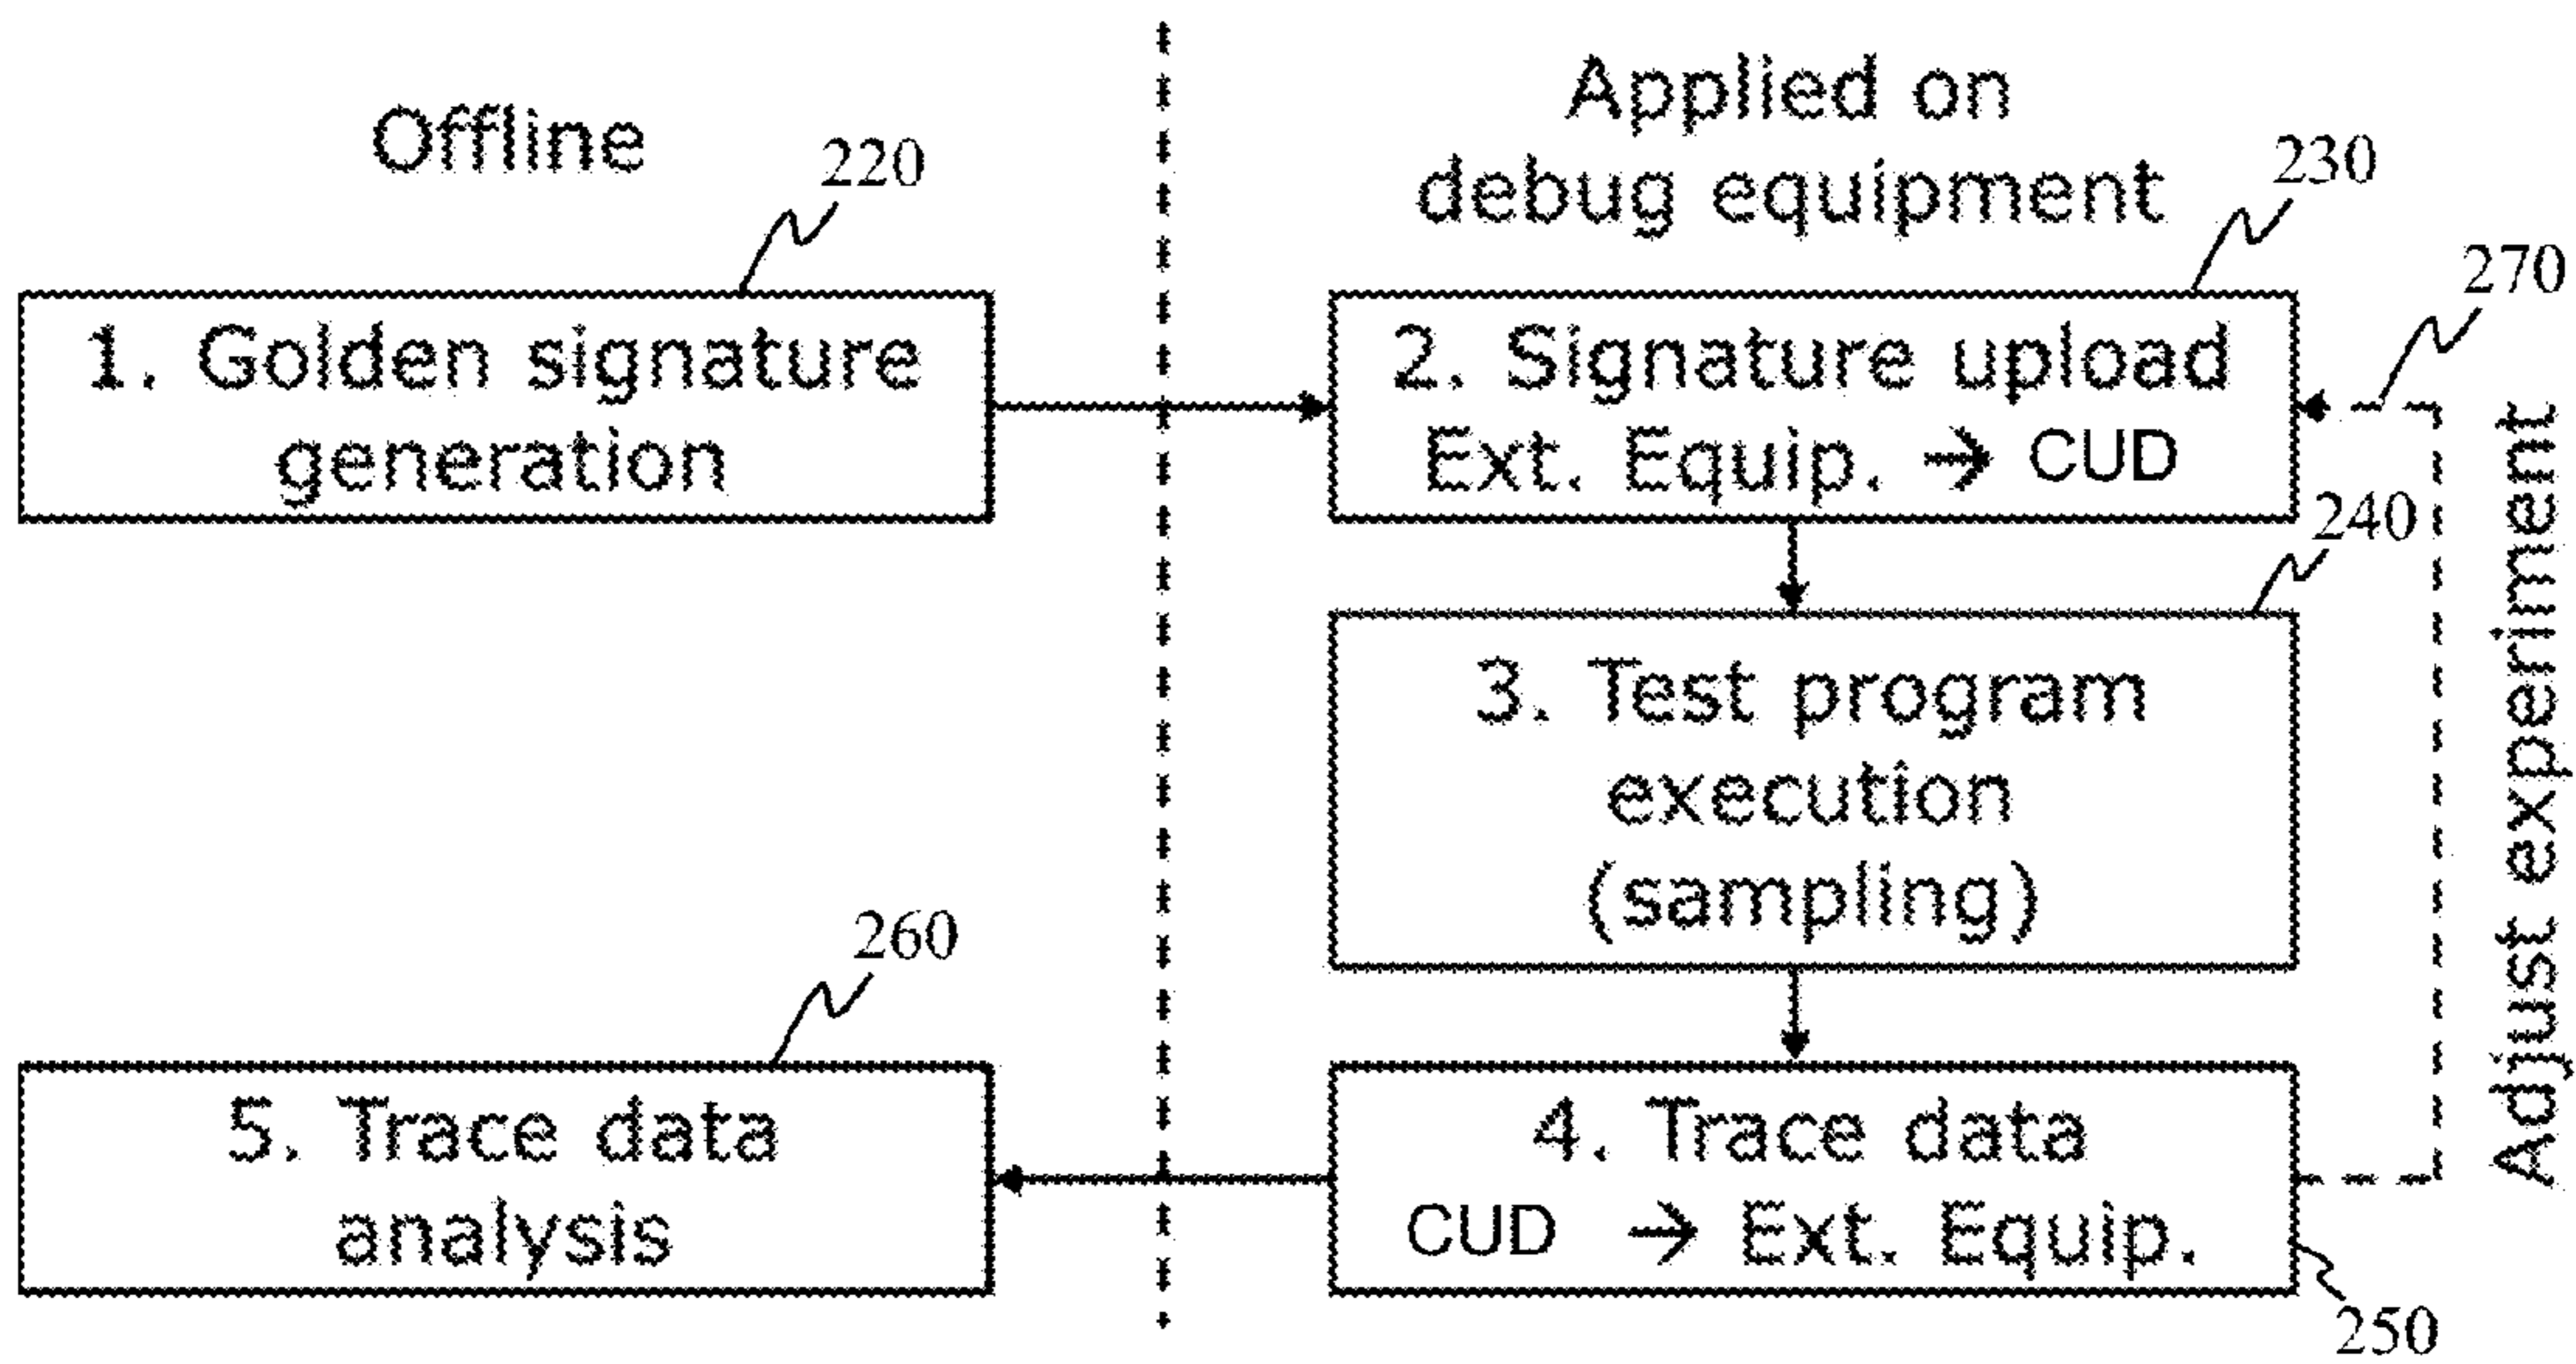 Offline
220
1. Golden signature
generation
Applied on
debug equipment
230
270
2. Signature upload
Ext. Equip. → CUD
240
3. Test program
execution
(sampling)
Adjust experiment
260
5. Trace data
analysis
4. Trace data
CUD → Ext. Equip.
250